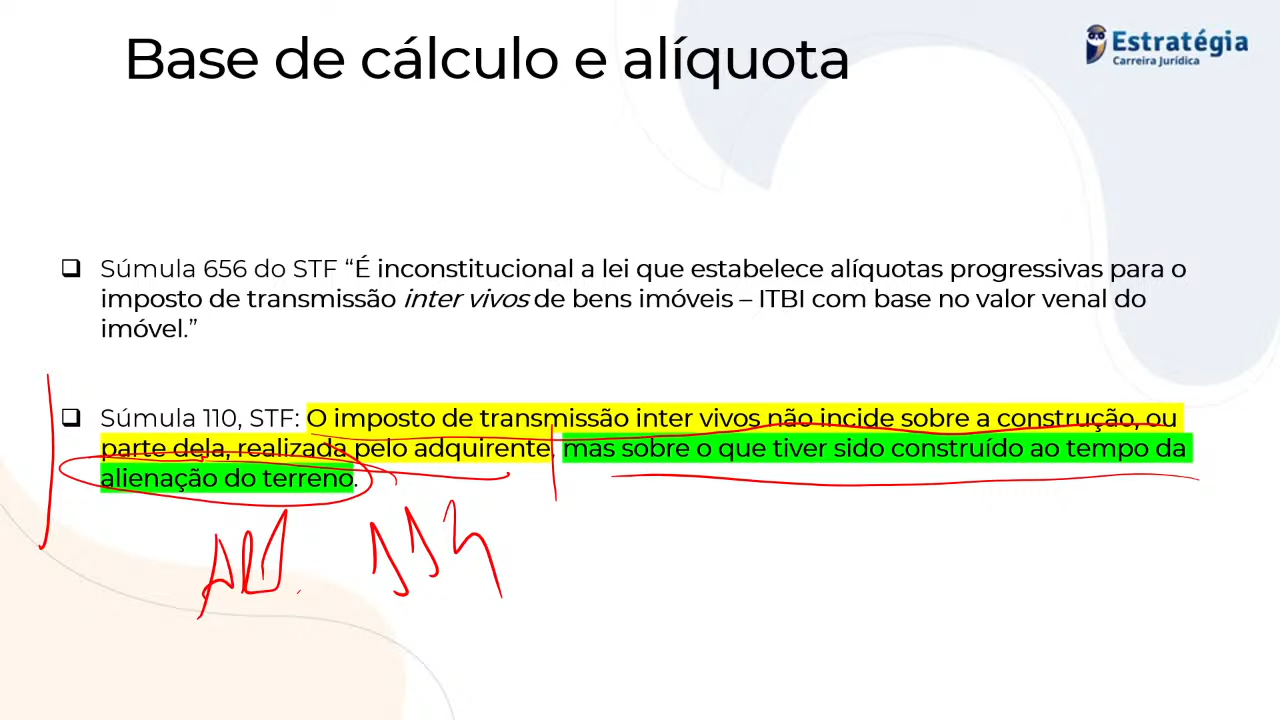 Base de cálculo e alíquota
Estratégia
Carreira Jurídica
❑ Súmula 656 do STF “É inconstitucional a lei que estabelece alíquotas progressivas para o
imposto de transmissão inter vivos de bens imóveis – ITBI com base no valor venal do
imóvel.”
❑ Súmula 110, STF: O imposto de transmissão inter vivos não incide sobre a construção, ou
parte dela, realizada pelo adquirente, mas sobre o que tiver sido construído ao tempo da
alienação do terreno.